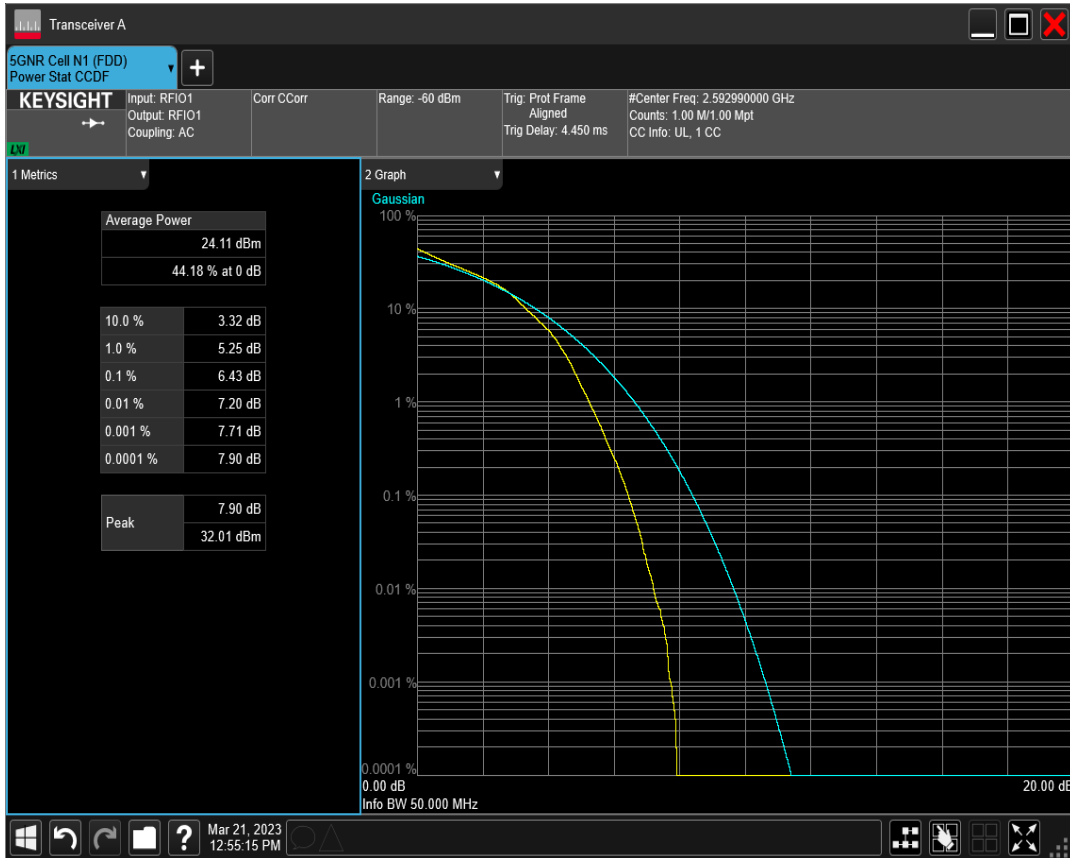 Transceiver A
5GNR Cell N1 (FDD)
Power Stat CCDF
+
KEYSIGHT
LXI
Input: RFIO1
Output: RFIO1
Coupling: AC
Corr CCorr
Range: -60 dBm
Trig: Prot Frame
Aligned
Trig Delay: 4.450 ms
#Center Freq: 2.592990000 GHz
Counts: 1.00 M/1.00 Mpt
CC Info: UL, 1 CC
1 Metrics
Average Power
24.11 dBm
44.18 % at 0 dB
10.0 % 3.32 dB
1.0 % 5.25 dB
0.1 % 6.43 dB
0.01 % 7.20 dB
0.001 % 7.71 dB
0.0001 % 7.90 dB
Peak
7.90 dB
32.01 dBm
2 Graph
Gaussian
100 %
10 %
1 %
0.1 %
0.01 %
0.001 %
0.0001 %
0.00 dB 20.00 dB
Info BW 50.000 MHz
?
Mar 21, 2023
12:55:15 PM